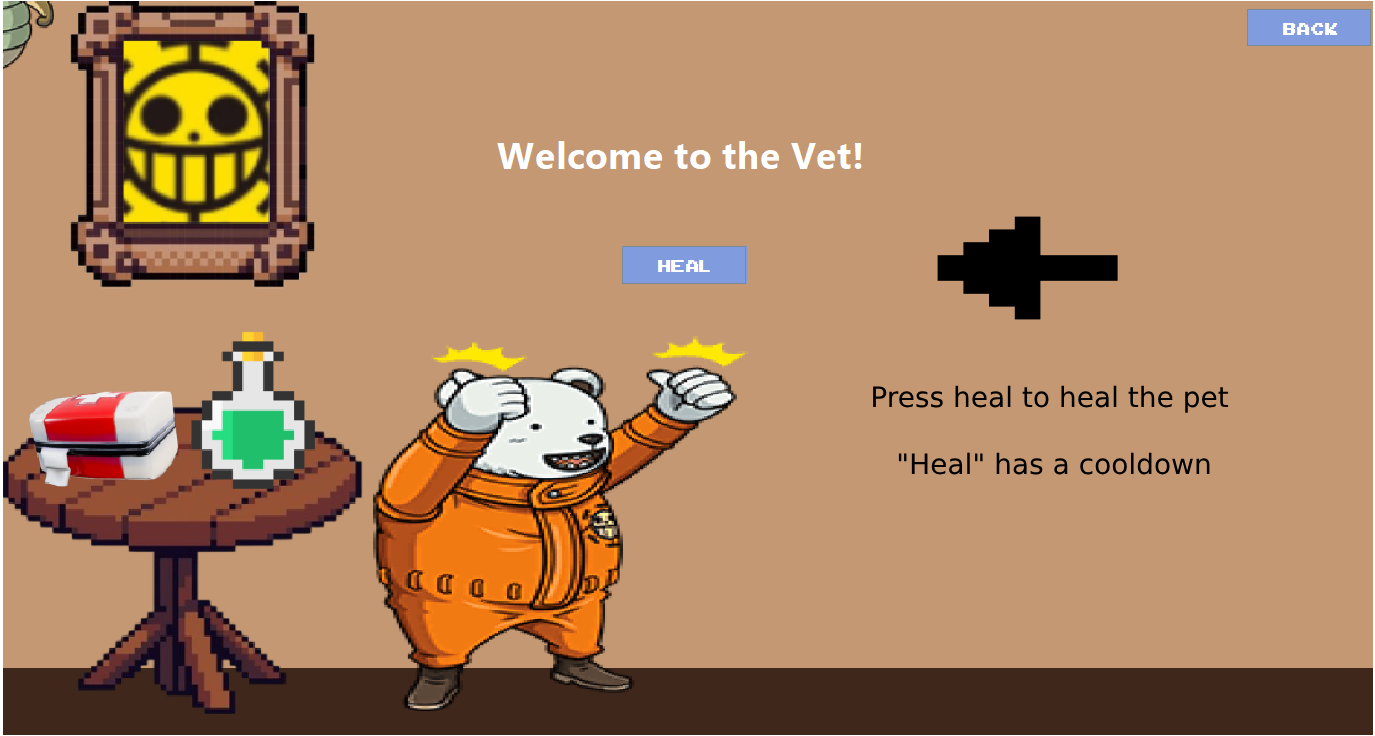 BACK
Welcome to the Vet!
HEAL
Press heal to heal the pet
"Heal" has a cooldown